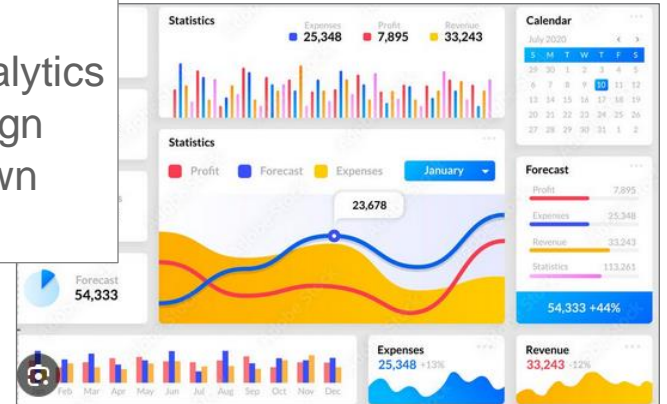 alytics
ign
wn
Statistics
Expenses Profit Revenue
25,348 7,895 33,243
Calendar
July 2020
S M T W T F S
29 30 1 2 3 4 5
6 7 8 9 10 11 12
13 14 15 16 17 18 19
20 21 22 23 24 25 26
27 28 29 30 31 1 2
Statistics
Profit Forecast Expenses January
23,678
Forecast
Profit 7,895
Expenses 25,348
Revenue 33,243
Statistics 113,261
54,333 +44%
Forecast
54,333
Feb Mar Apr May Jun Jul Aug Sep Oct Nov Dec
Expenses
25,348 +13%
Revenue
33,243 -12%